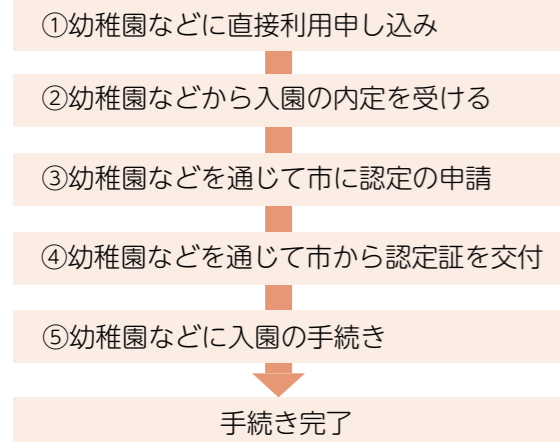 ①幼稚園などに直接利用申し込み
②幼稚園などから入園の内定を受ける
③幼稚園などを通じて市に認定の申請
④幼稚園などを通じて市から認定証を交付
⑤幼稚園などに入園の手続き
手続き完了